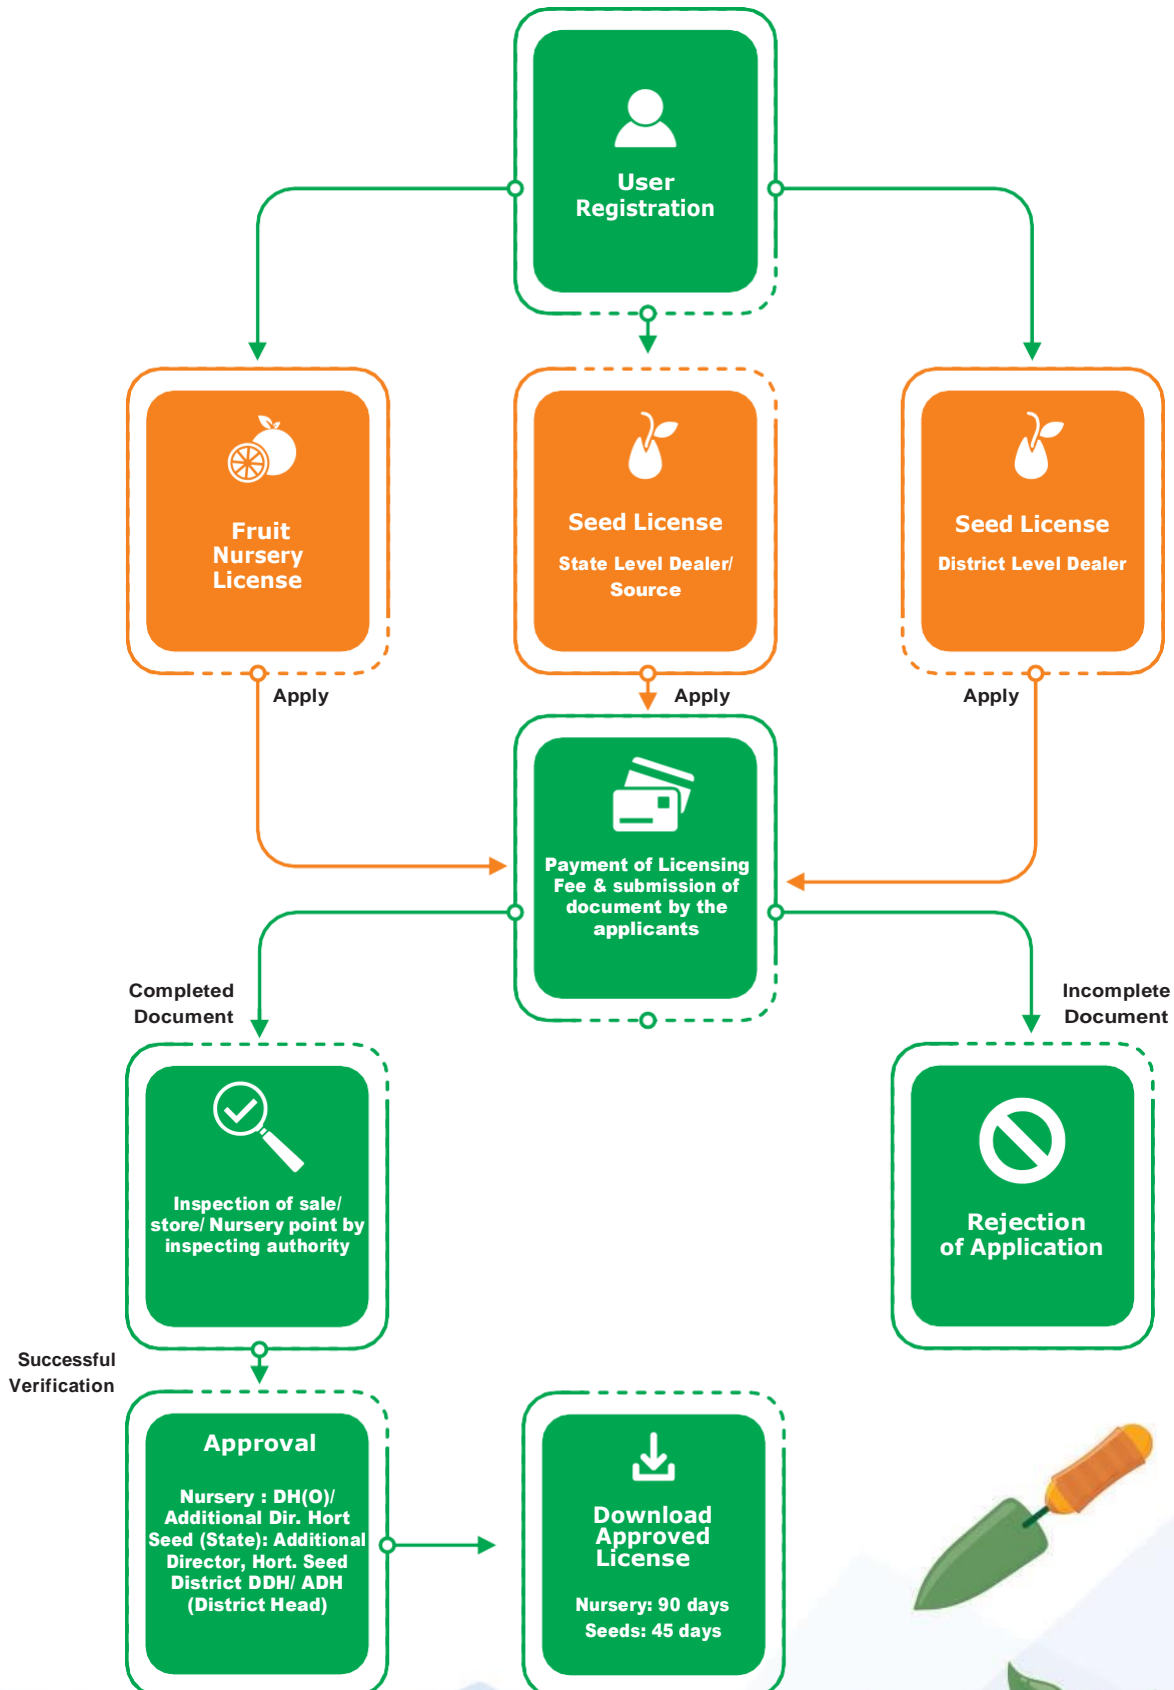 User
Registration
Fruit
Nursery
License
Seed License
State Level Dealer/
Source
Seed License
District Level Dealer
Apply
Apply
Apply
Payment of Licensing
Fee & submission of
document by the
applicants
Completed
Document
Incomplete
Document
Inspection of sale/
store/ Nursery point by
inspecting authority
Rejection
of Application
Successful
Verification
Approval
Nursery : DH(O)/
Additional Dir. Hort
Seed (State): Additional
Director, Hort. Seed
District DDH/ ADH
(District Head)
Download
Approved
License
Nursery: 90 days
Seeds: 45 days